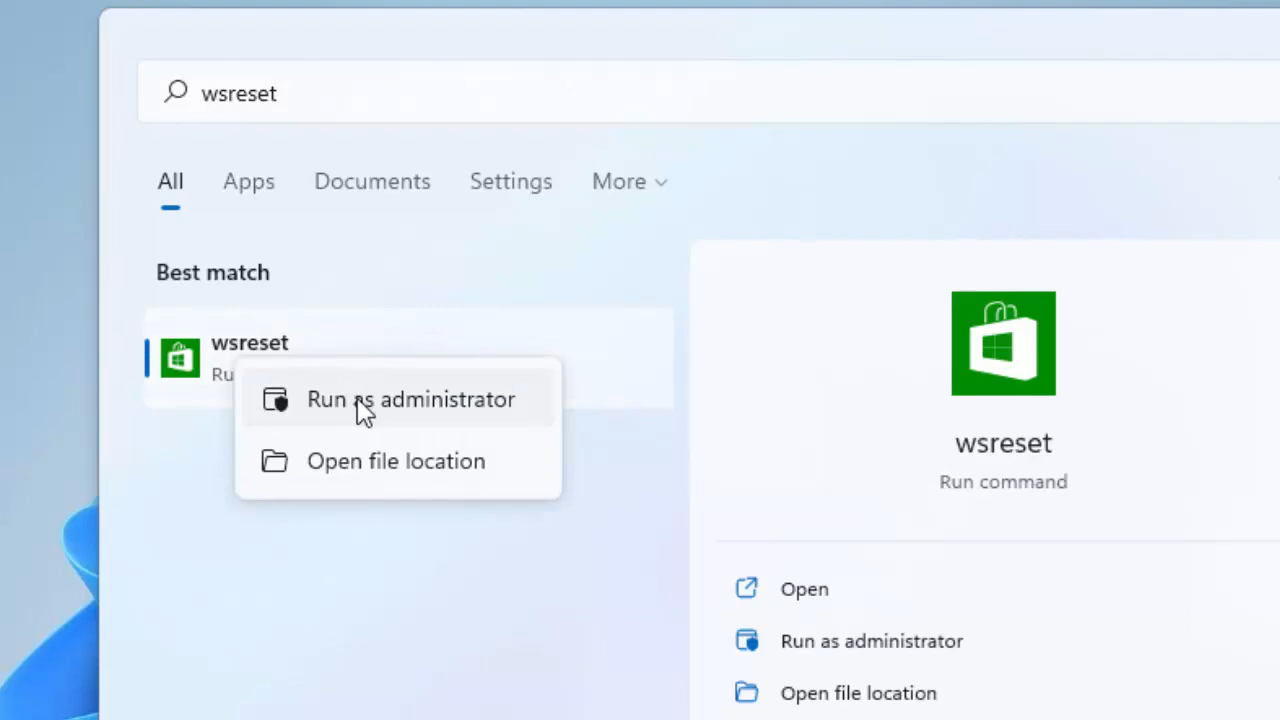 wsreset
All Apps Documents Settings More
Best match
wsreset
Ru
Run as administrator
Open file location
wsreset
Run command
Open
Run as administrator
Open file location